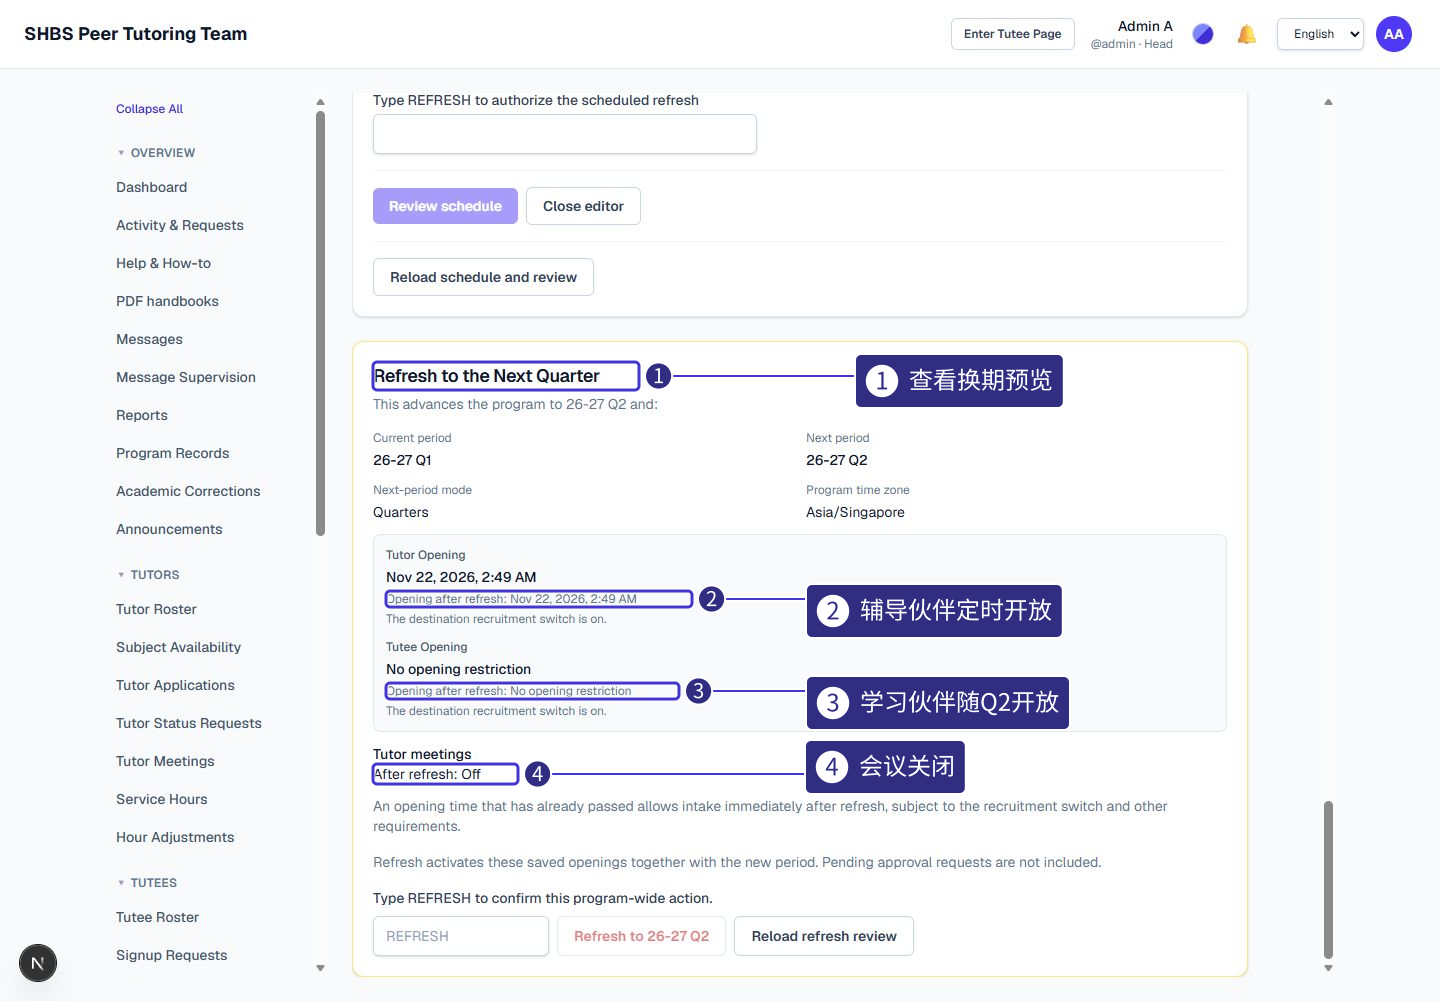 SHBS Peer Tutoring Team
Enter Tutee Page
Admin A
@admin · Head
English
AA
Collapse All
OVERVIEW
Dashboard
Activity & Requests
Help & How-to
PDF handbooks
Messages
Message Supervision
Reports
Program Records
Academic Corrections
Announcements
TUTORS
Tutor Roster
Subject Availability
Tutor Applications
Tutor Status Requests
Tutor Meetings
Service Hours
Hour Adjustments
TUTEES
Tutee Roster
Signup Requests
N
Type REFRESH to authorize the scheduled refresh
Review schedule
Close editor
Reload schedule and review
Refresh to the Next Quarter
1
1 查看换期预览
This advances the program to 26-27 Q2 and:
Current period
26-27 Q1
Next period
26-27 Q2
Next-period mode
Quarters
Program time zone
Asia/Singapore
Tutor Opening
Nov 22, 2026, 2:49 AM
Opening after refresh: Nov 22, 2026, 2:49 AM
2
2 辅导伙伴定时开放
The destination recruitment switch is on.
Tutee Opening
No opening restriction
Opening after refresh: No opening restriction
3
3 学习伙伴随Q2开放
The destination recruitment switch is on.
Tutor meetings
After refresh: Off
4
4 会议关闭
An opening time that has already passed allows intake immediately after refresh, subject to the recruitment switch and other
requirements.
Refresh activates these saved openings together with the new period. Pending approval requests are not included.
Type REFRESH to confirm this program-wide action.
REFRESH
Refresh to 26-27 Q2
Reload refresh review